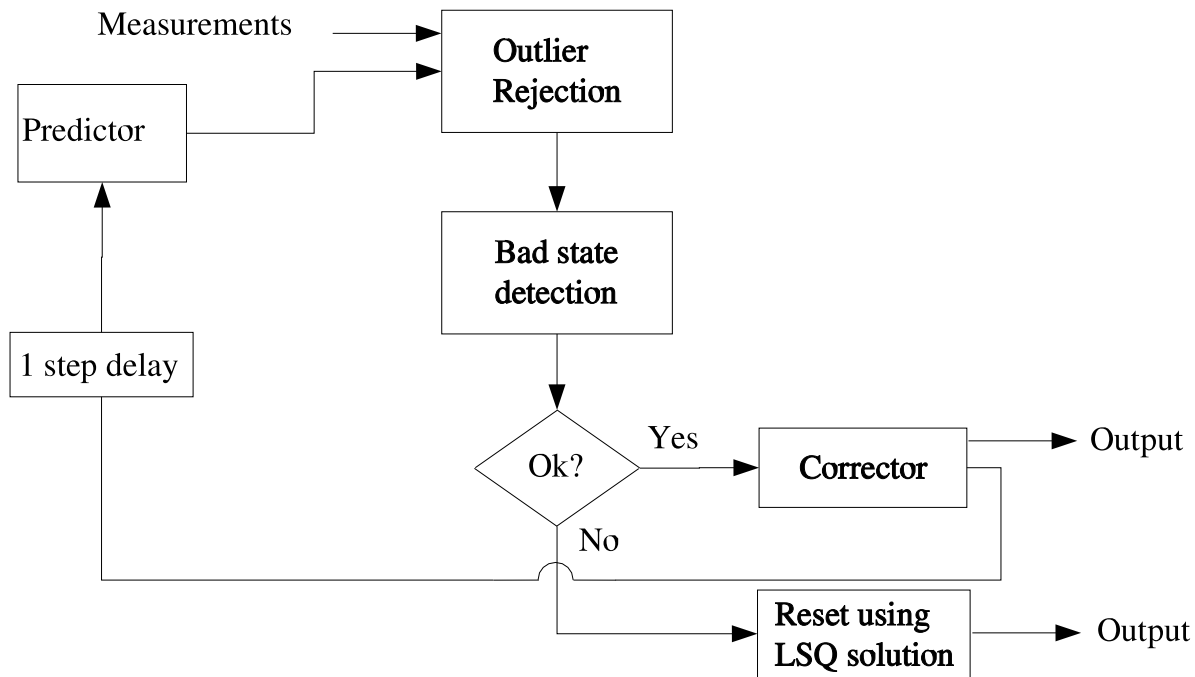 Measurements
Outlier
Rejection
Predictor
Bad state
detection
1 step delay
Ok?
Yes
Corrector
Output
No
Reset using
LSQ solution
Output